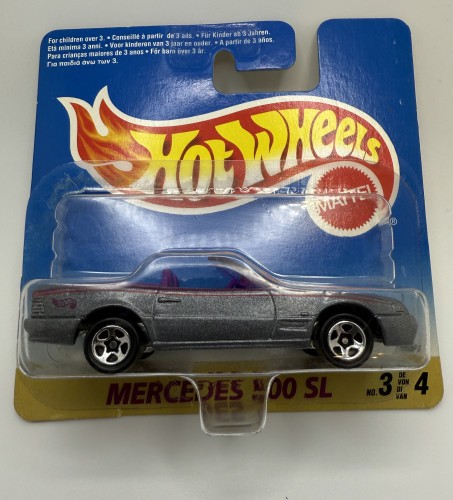 For children over 3. • Conseillé à partir de 3 ans. • Für Kinder ab 3 Jahren.
Età minima 3 anni. • Voor kinderen van 3 jaar en ouder. • A partir de 3 años.
Para crianças maiores de 3 anos • För barn över 3 år.
Για παιδιά άνω των 3.
HOT WHEELS
MATTEL
®
MERCEDES 500 SL
NO. 3 DE VON DI VAN 4